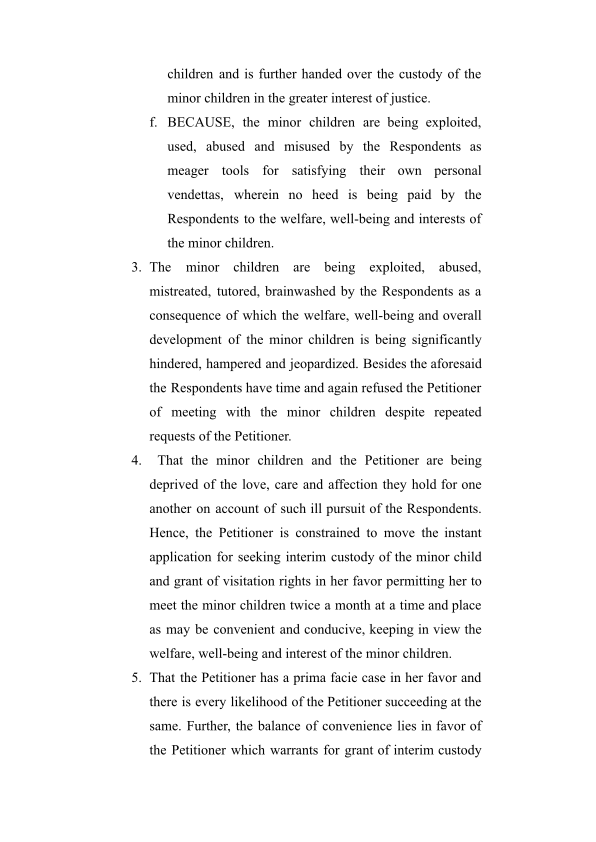 children and is further handed over the custody of the
minor children in the greater interest of justice.
f. BECAUSE, the minor children are being exploited,
used, abused and misused by the Respondents as
meager tools for satisfying their own personal
vendettas, wherein no heed is being paid by the
Respondents to the welfare, well-being and interests of
the minor children.
3. The minor children are being exploited, abused,
mistreated, tutored, brainwashed by the Respondents as a
consequence of which the welfare, well-being and overall
development of the minor children is being significantly
hindered, hampered and jeopardized. Besides the aforesaid
the Respondents have time and again refused the Petitioner
of meeting with the minor children despite repeated
requests of the Petitioner.
4. That the minor children and the Petitioner are being
deprived of the love, care and affection they hold for one
another on account of such ill pursuit of the Respondents.
Hence, the Petitioner is constrained to move the instant
application for seeking interim custody of the minor child
and grant of visitation rights in her favor permitting her to
meet the minor children twice a month at a time and place
as may be convenient and conducive, keeping in view the
welfare, well-being and interest of the minor children.
5. That the Petitioner has a prima facie case in her favor and
there is every likelihood of the Petitioner succeeding at the
same. Further, the balance of convenience lies in favor of
the Petitioner which warrants for grant of interim custody